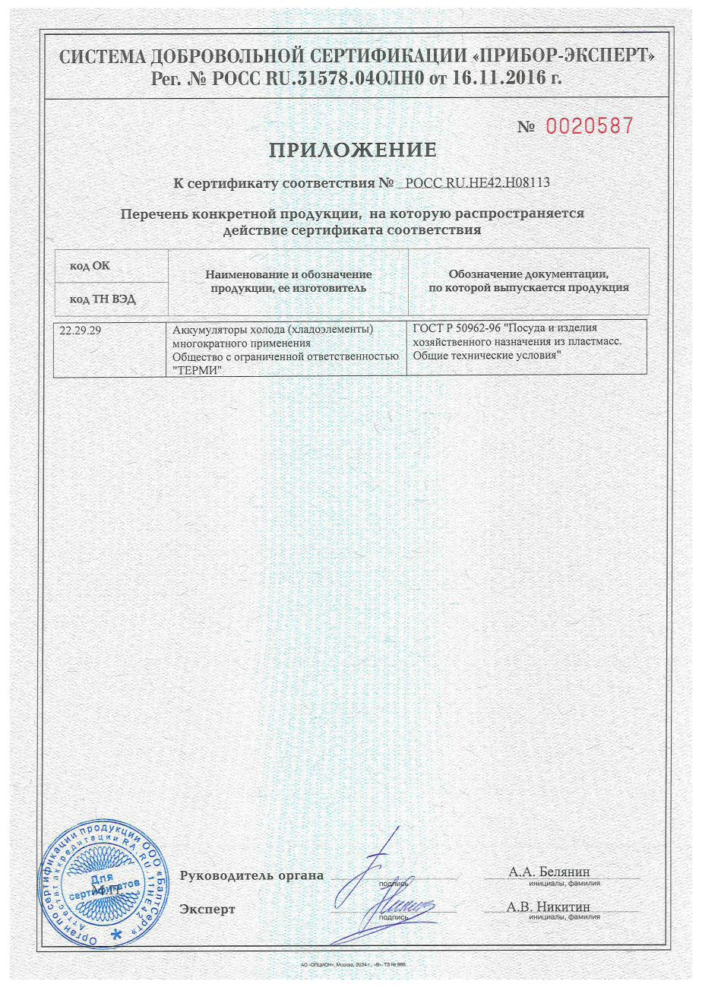 СИСТЕМА ДОБРОВОЛЬНОЙ СЕРТИФИКАЦИИ «ПРИБОР-ЭКСПЕРТ»
Рег. № РОСС RU.31578.04ОЛН0 от 16.11.2016 г.
№ 0020587
ПРИЛОЖЕНИЕ
К сертификату соответствия № РОСС RU.НЕ42.Н08113
Перечень конкретной продукции, на которую распространяется
действие сертификата соответствия
код ОК
код ТН ВЭД
Наименование и обозначение
продукции, ее изготовитель
Обозначение документации,
по которой выпускается продукция
22.29.29
Аккумуляторы холода (хладоэлементы)
многократного применения
Общество с ограниченной ответственностью
"ТЕРМИ"
ГОСТ Р 50962-96 "Посуда и изделия
хозяйственного назначения из пластмасс.
Общие технические условия"
Орган по сертификации продукции ООО «БалтСерт»
Аттестат аккредитации RA.RU 11НЕ42
Для
сертификатов
М.П.
Руководитель органа
подпись
А.А. Белянин
инициалы, фамилия
Эксперт
подпись
А.В. Никитин
инициалы, фамилия
АО «ОПЦИОН», Москва, 2024 г., «В». ТЗ № 986.